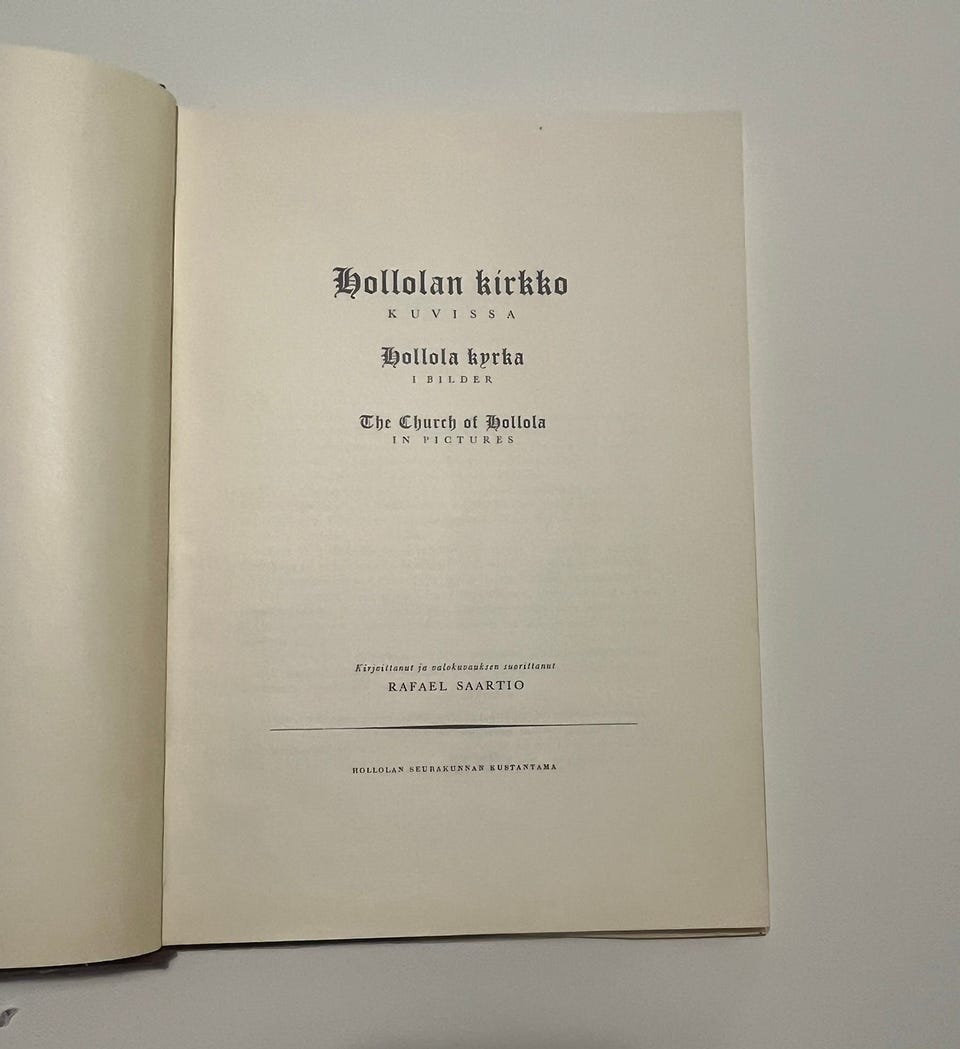 Hollolan kirkko
KUVISSA
Hollola kyrka
I BILDER
The Church of Hollola
IN PICTURES
Kirjoittanut ja valokuvauksen suorittanut
RAFAEL SAARTIO
HOLLOLAN SEURAKUNNAN KUSTANTAMA